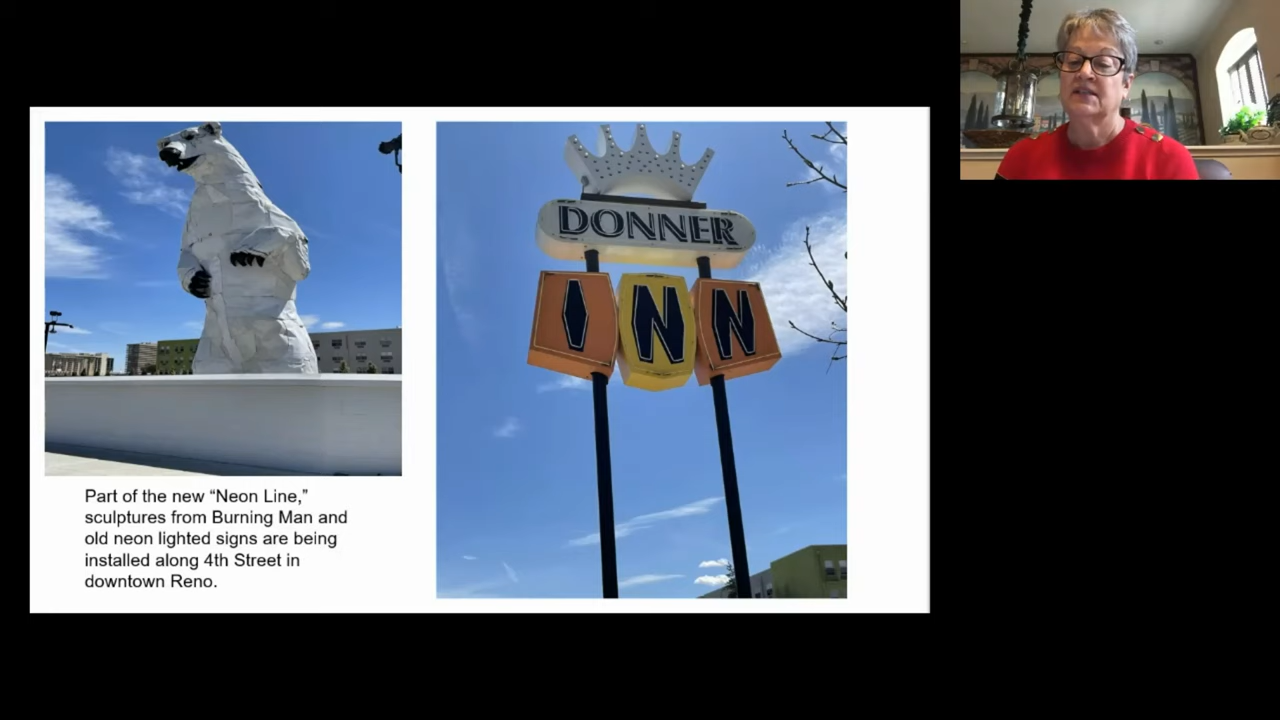 DONNER
INN
Part of the new “Neon Line,”
sculptures from Burning Man and
old neon lighted signs are being
installed along 4th Street in
downtown Reno.